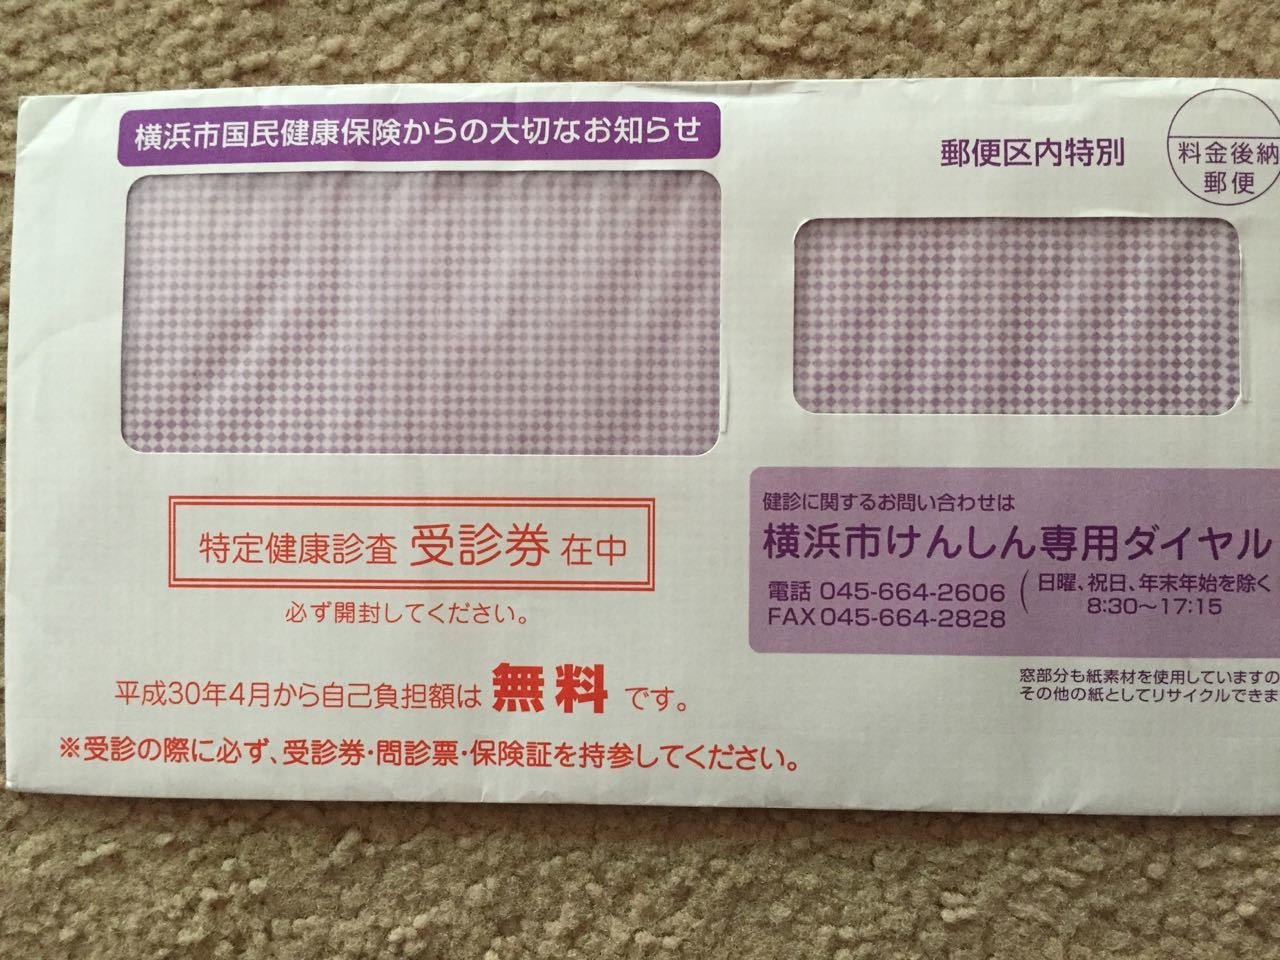 横浜市国民健康保険からの大切なお知らせ
郵便区内特別
料金後納
郵便
特定健康診査 受診券 在中
必ず開封してください。
平成30年4月から自己負担額は 無料 です。
※受診の際に必ず、受診券・問診票・保険証を持参してください。
健診に関するお問い合わせは
横浜市けんしん専用ダイヤル
電話 045-664-2606
FAX 045-664-2828
(日曜、祝日、年末年始を除く
8:30〜17:15
窓部分も紙素材を使用していますの
その他の紙としてリサイクルできま